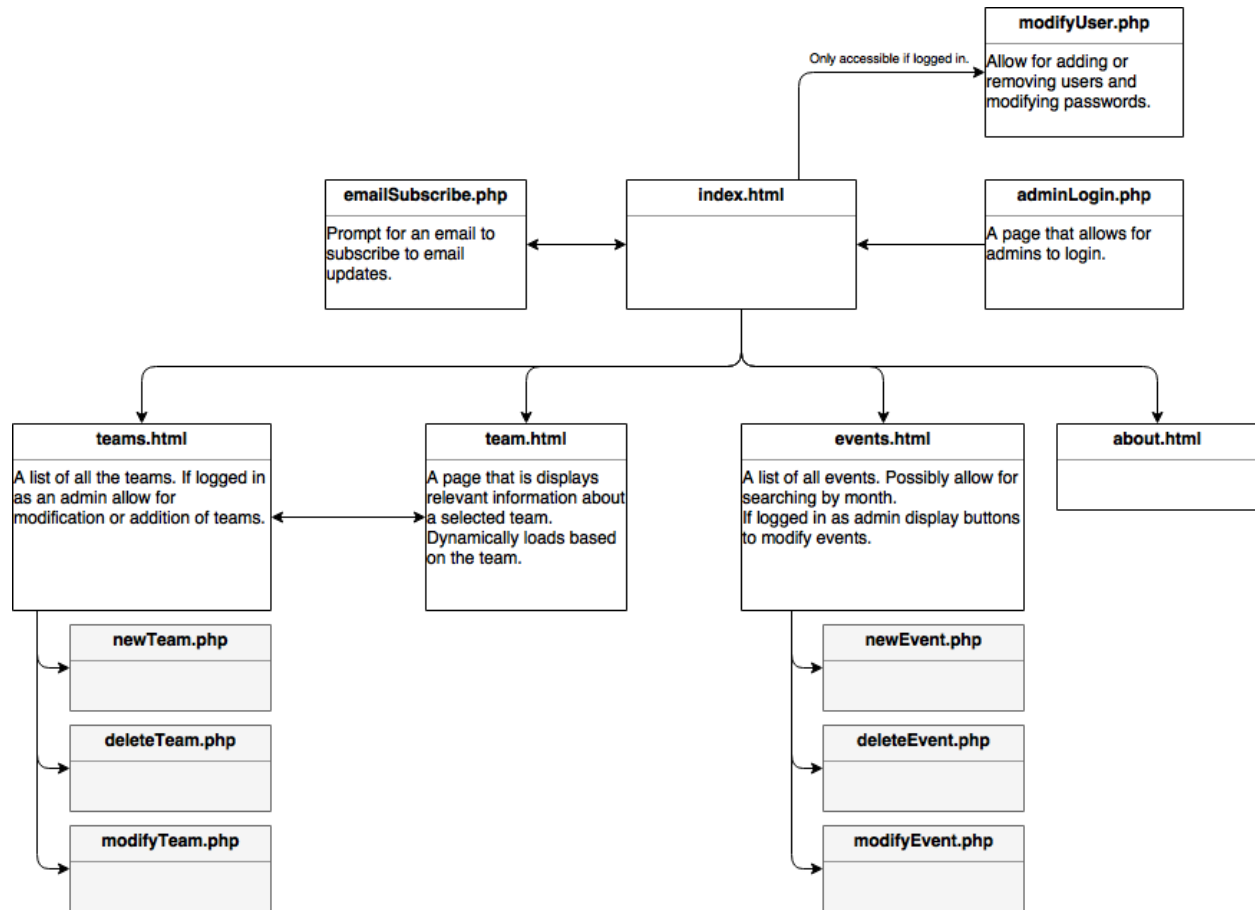 modifyUser.php
Only accessible if logged in.
Allow for adding or
removing users and
modifying passwords.
emailSubscribe.php
Prompt for an email to
subscribe to email
updates.
index.html
adminLogin.php
A page that allows for
admins to login.
teams.html
A list of all the teams. If logged in
as an admin allow for
modification or addition of teams.
team.html
A page that is displays
relevant information about
a selected team.
Dynamically loads based
on the team.
events.html
A list of all events. Possibly allow for
searching by month.
If logged in as admin display buttons
to modify events.
about.html
newTeam.php
deleteTeam.php
modifyTeam.php
newEvent.php
deleteEvent.php
modifyEvent.php